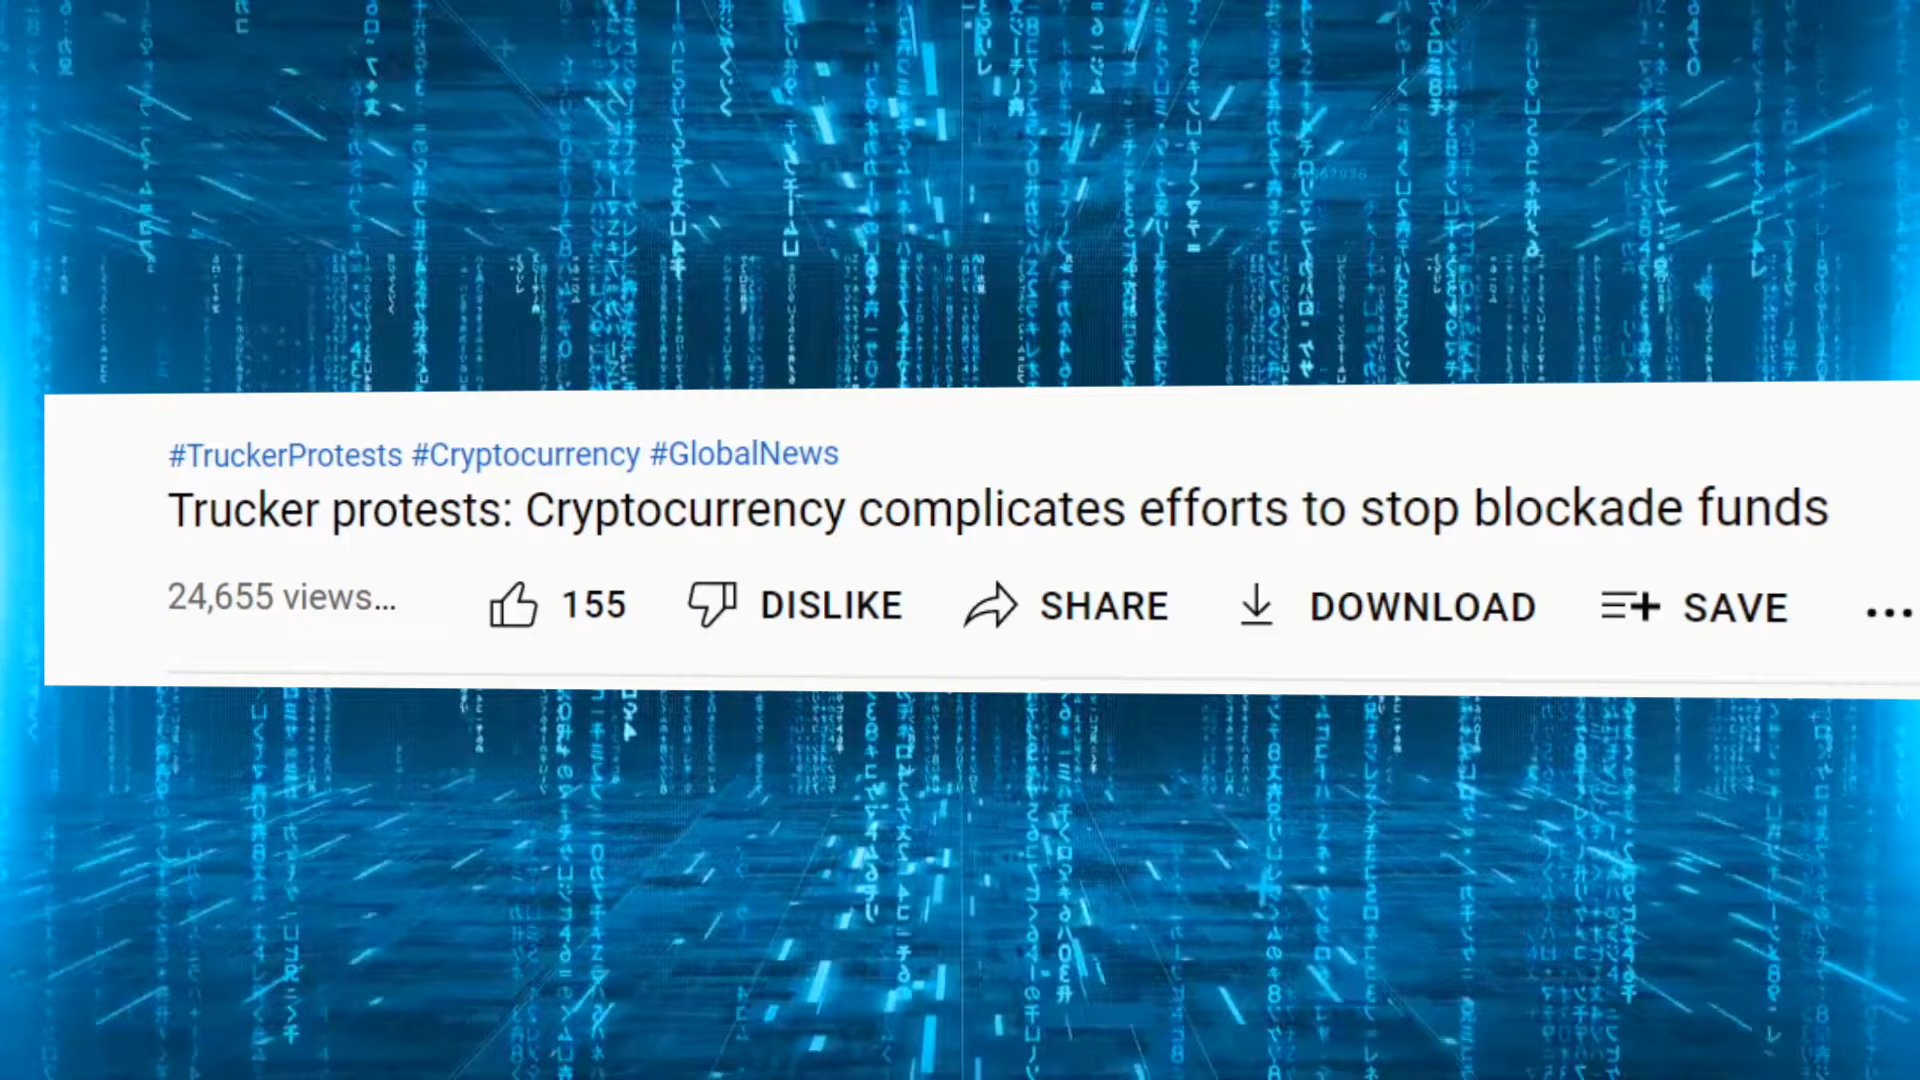 #TruckerProtests #Cryptocurrency #GlobalNews
Trucker protests: Cryptocurrency complicates efforts to stop blockade funds
24,655 views... 155 DISLIKE SHARE DOWNLOAD SAVE ...